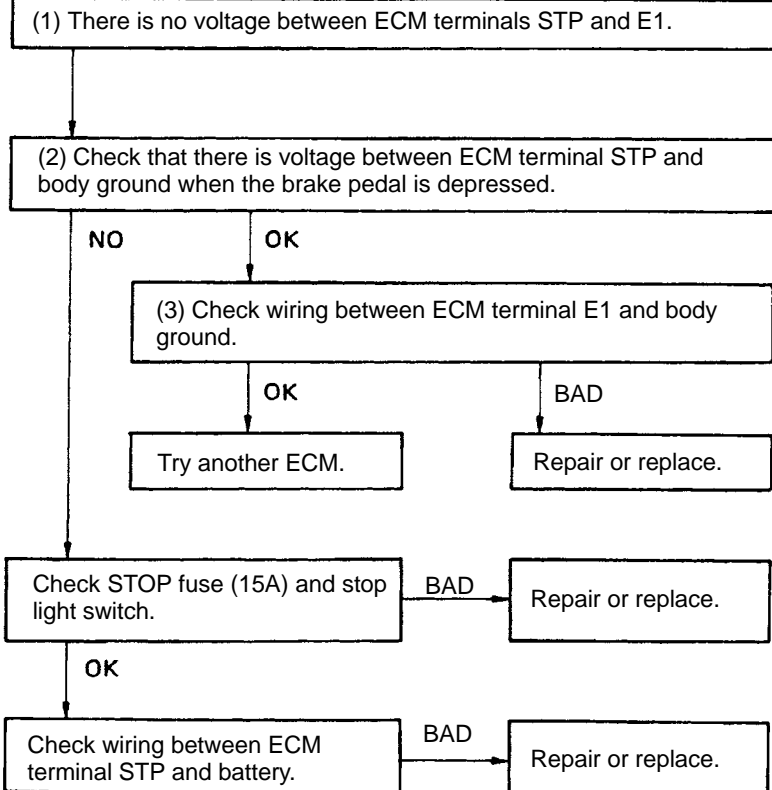 (1) There is no voltage between ECM terminals STP and E1.
(2) Check that there is voltage between ECM terminal STP and
body ground when the brake pedal is depressed.
NO
OK
(3) Check wiring between ECM terminal E1 and body
ground.
OK
BAD
Try another ECM.
Repair or replace.
Check STOP fuse (15A) and stop
light switch.
BAD
Repair or replace.
OK
Check wiring between ECM
terminal STP and battery.
BAD
Repair or replace.